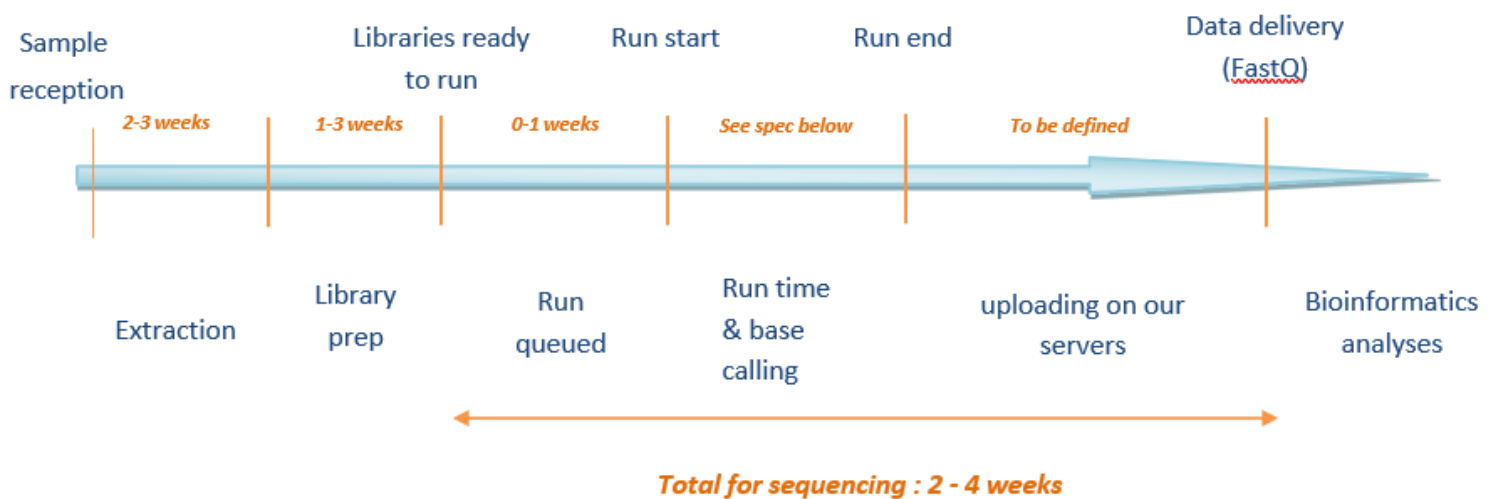 Sample
reception
Libraries ready
to run
Run start
Run end
Data delivery
(FastQ)
2-3 weeks
1-3 weeks
0-1 weeks
See spec below
To be defined
Extraction
Library
prep
Run
queued
Run time
& base
calling
uploading on our
servers
Bioinformatics
analyses
Total for sequencing : 2 - 4 weeks